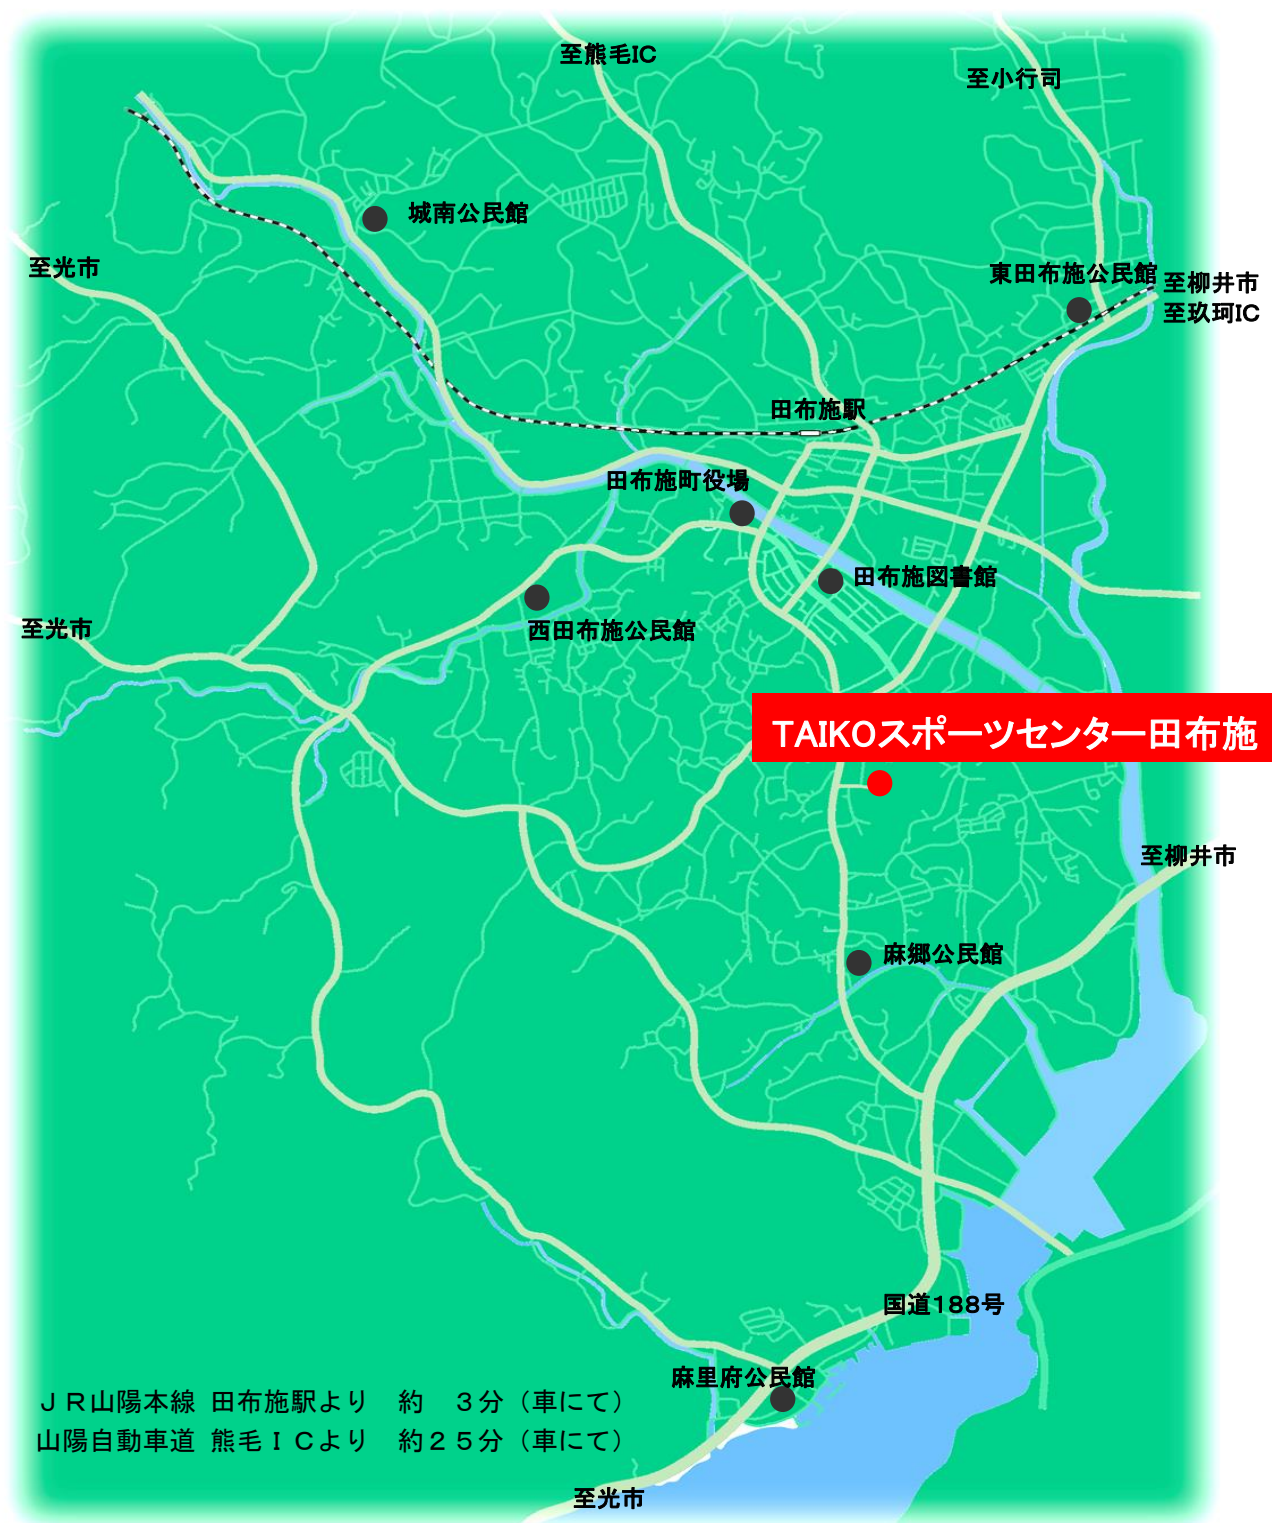 至熊毛IC
至小行司
城南公民館
至光市
東田布施公民館
至柳井市
至玖珂IC
田布施駅
田布施町役場
田布施図書館
至光市
西田布施公民館
TAIKOスポーツセンター田布施
至柳井市
麻郷公民館
国道188号
麻里府公民館
ＪＲ山陽本線 田布施駅より　約　３分（車にて）
山陽自動車道 熊毛ＩＣより　約２５分（車にて）
至光市